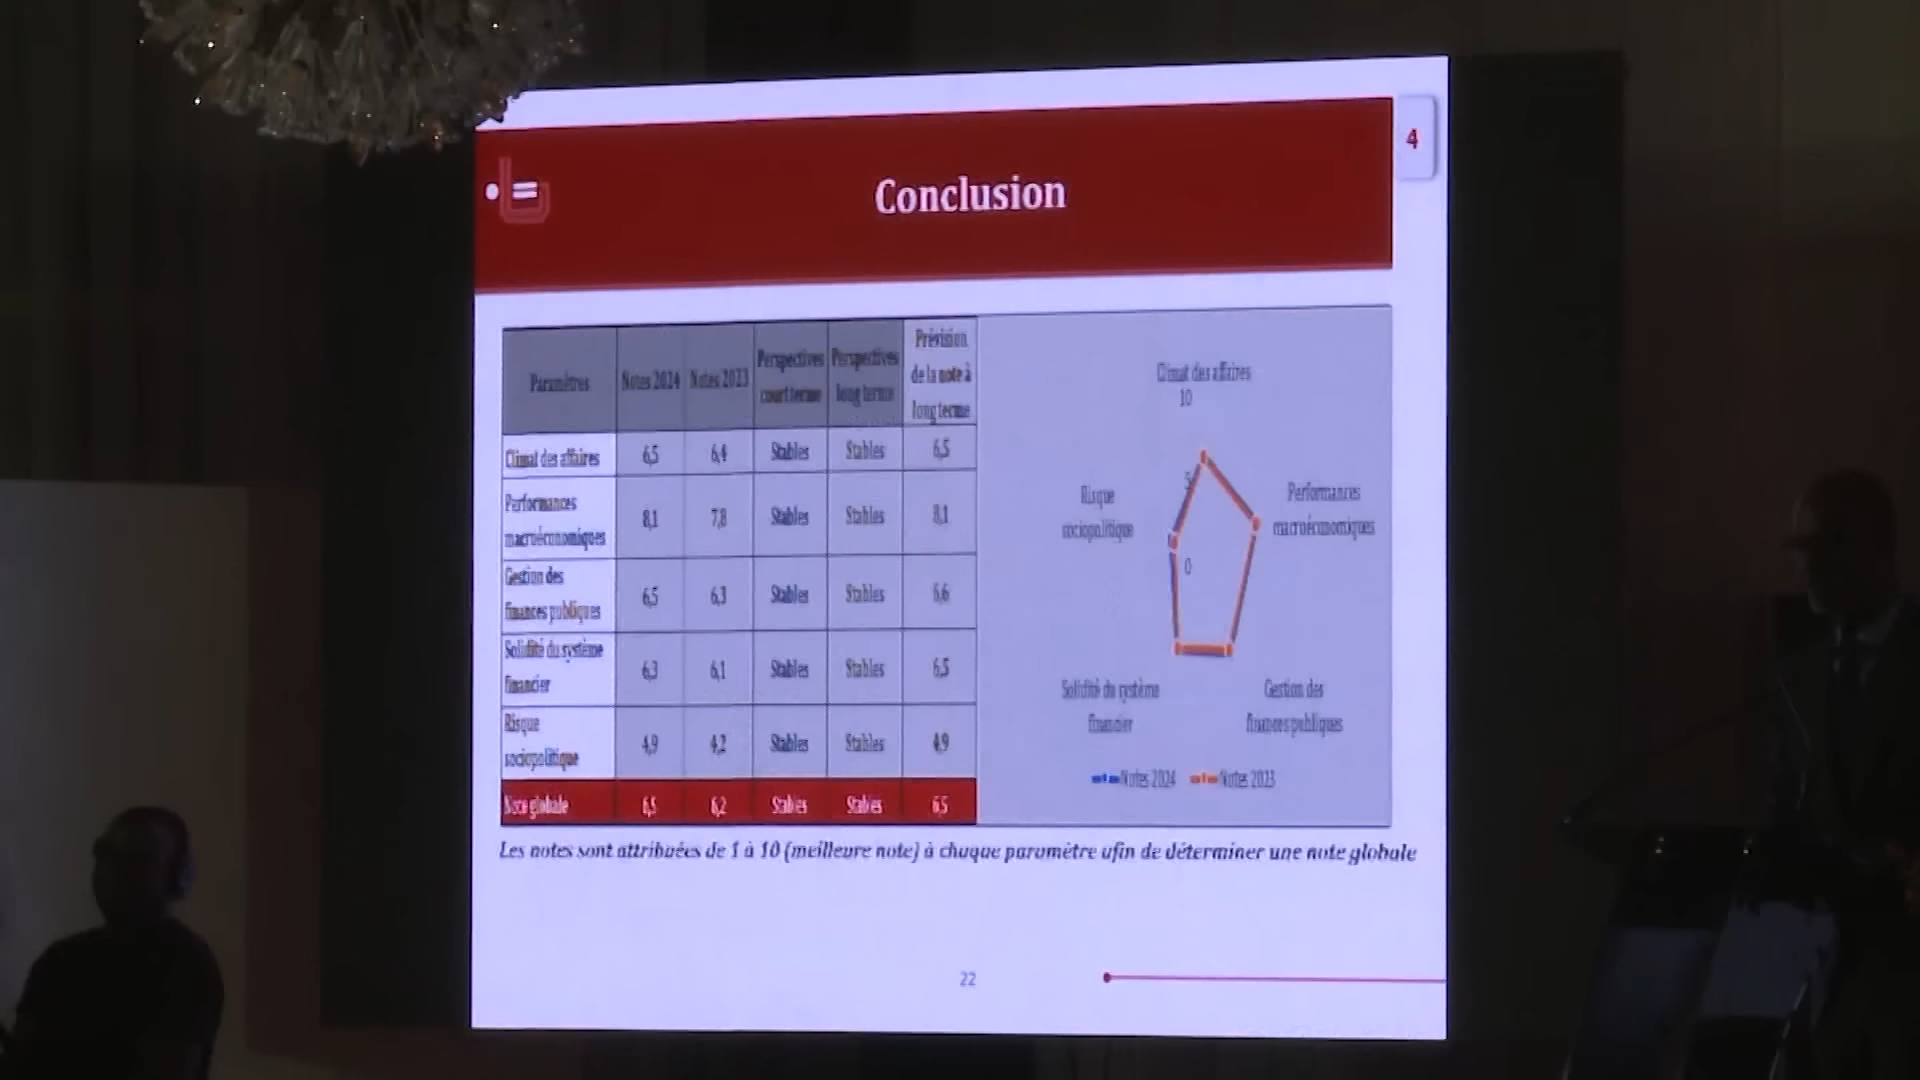 4
Conclusion
Paramètres
Notes 2024
Notes 2023
Perspectives
court terme
Perspectives
long terme
Prévision
de la note à
long terme
Climat des affaires
6,5
6,4
Stables
Stables
6,5
Performances
macroéconomiques
8,1
7,8
Stables
Stables
8,1
Gestion des
finances publiques
6,5
6,3
Stables
Stables
6,6
Solidité du système
financier
6,3
6,1
Stables
Stables
6,5
Risque
sociopolitique
4,9
4,2
Stables
Stables
4,9
Note globale
6,5
6,2
Stables
Stables
6,5
Climat des affaires
10
5
0
Performances
macroéconomiques
Gestion des
finances publiques
Solidité du système
financier
Risque
sociopolitique
Notes 2024
Notes 2023
Les notes sont attribuées de 1 à 10 (meilleure note) à chaque paramètre afin de déterminer une note globale
22